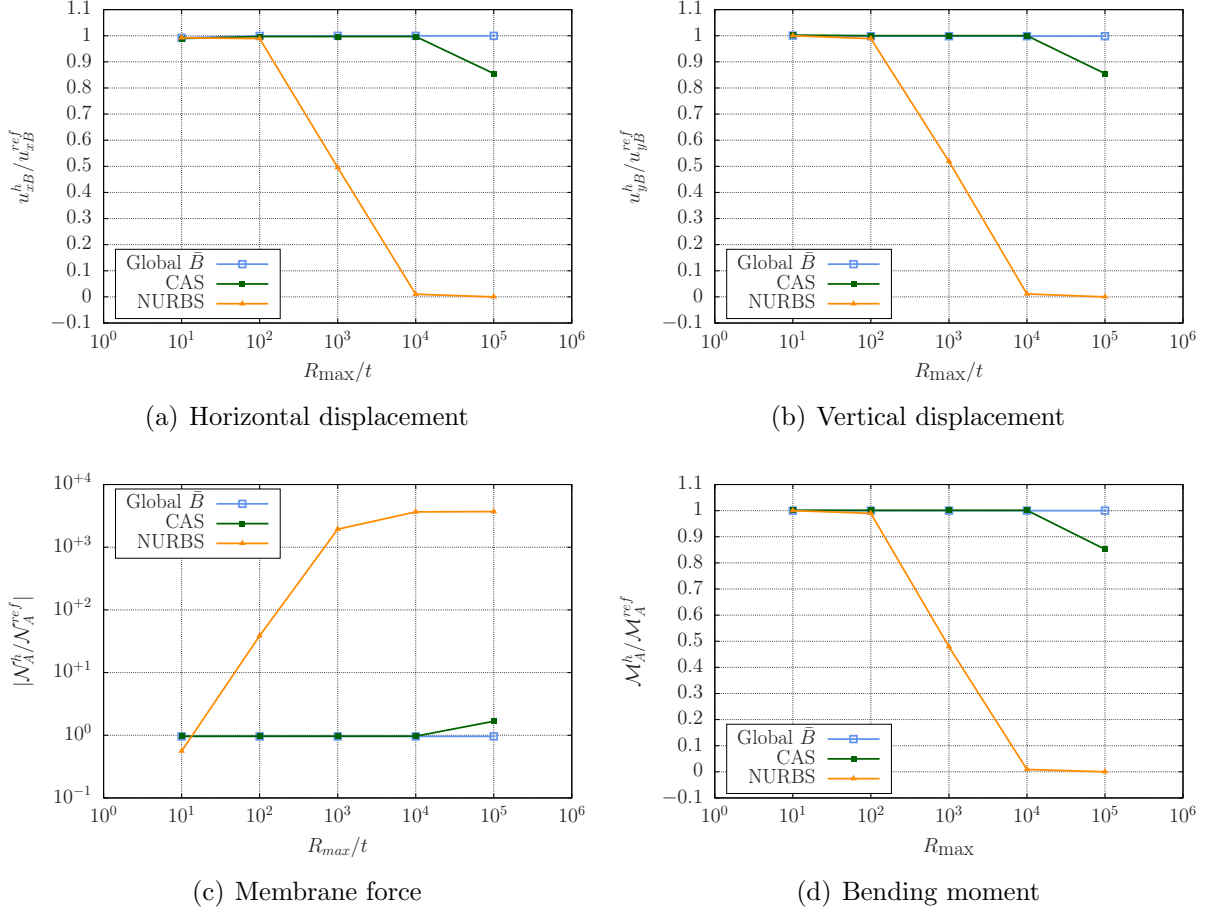 1.1
1
0.9
0.8
0.7
0.6
0.5
0.4
0.3
0.2
0.1
0
−0.1
u^h_{xB}/u^{ref}_{xB}
Global B̄
CAS
NURBS
10^0 10^1 10^2 10^3 10^4 10^5 10^6
R_max/t
(a) Horizontal displacement
1.1
1
0.9
0.8
0.7
0.6
0.5
0.4
0.3
0.2
0.1
0
−0.1
u^h_{yB}/u^{ref}_{yB}
Global B̄
CAS
NURBS
10^0 10^1 10^2 10^3 10^4 10^5 10^6
R_max/t
(b) Vertical displacement
10^{+4}
10^{+3}
10^{+2}
10^{+1}
10^0
10^{−1}
|𝒩^h_A/𝒩^{ref}_A|
Global B̄
CAS
NURBS
10^0 10^1 10^2 10^3 10^4 10^5 10^6
R_{max}/t
(c) Membrane force
1.1
1
0.9
0.8
0.7
0.6
0.5
0.4
0.3
0.2
0.1
0
−0.1
ℳ^h_A/ℳ^{ref}_A
Global B̄
CAS
NURBS
10^0 10^1 10^2 10^3 10^4 10^5 10^6
R_max
(d) Bending moment